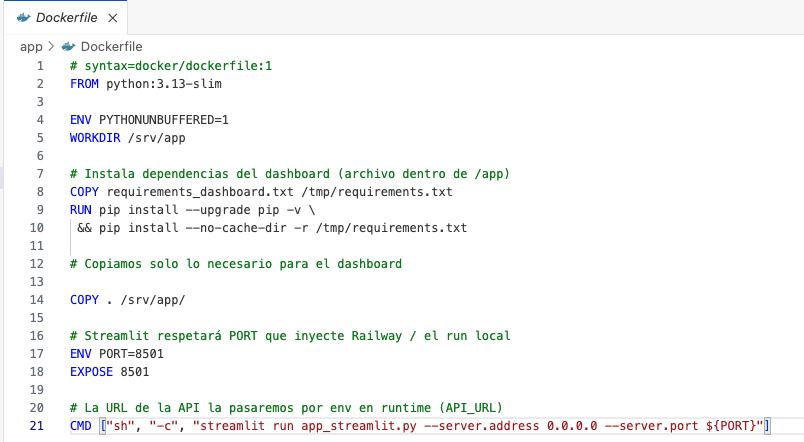 Dockerfile
app > Dockerfile
1 # syntax=docker/dockerfile:1
2 FROM python:3.13-slim
3
4 ENV PYTHONUNBUFFERED=1
5 WORKDIR /srv/app
6
7 # Instala dependencias del dashboard (archivo dentro de /app)
8 COPY requirements_dashboard.txt /tmp/requirements.txt
9 RUN pip install --upgrade pip -v \
10  && pip install --no-cache-dir -r /tmp/requirements.txt
11
12 # Copiamos solo lo necesario para el dashboard
13
14 COPY . /srv/app/
15
16 # Streamlit respetará PORT que inyecte Railway / el run local
17 ENV PORT=8501
18 EXPOSE 8501
19
20 # La URL de la API la pasaremos por env en runtime (API_URL)
21 CMD ["sh", "-c", "streamlit run app_streamlit.py --server.address 0.0.0.0 --server.port ${PORT}"]